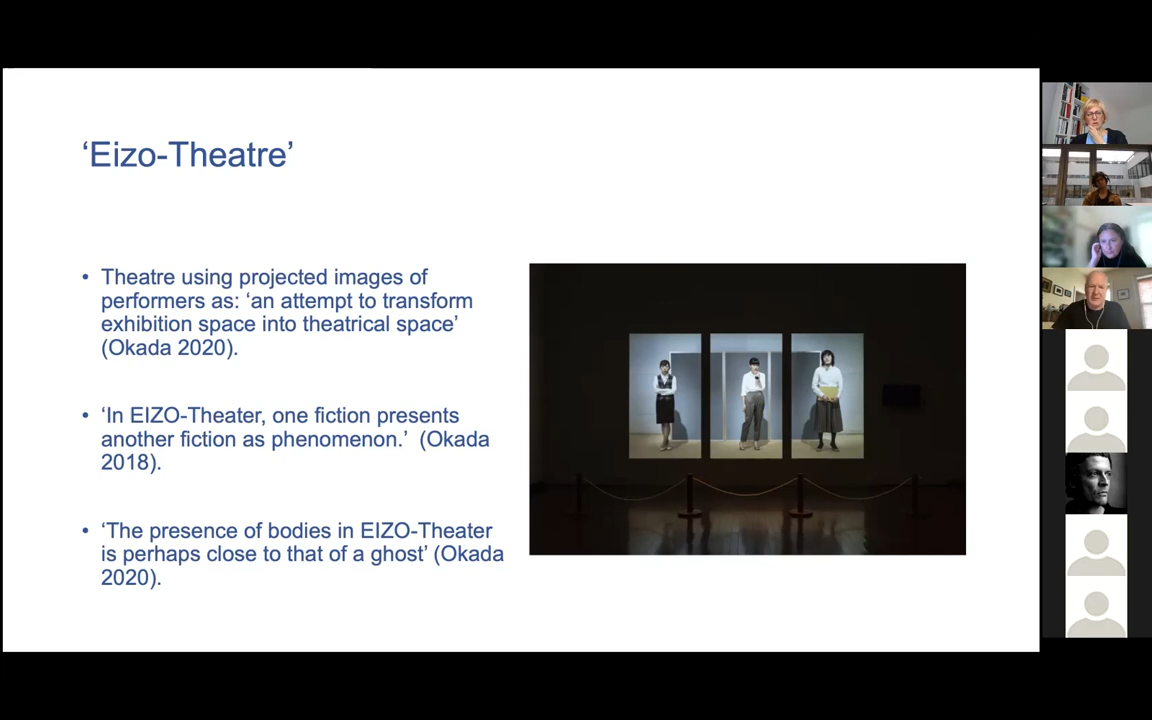 ‘Eizo-Theatre’
• Theatre using projected images of
performers as: ‘an attempt to transform
exhibition space into theatrical space’
(Okada 2020).
• ‘In EIZO-Theater, one fiction presents
another fiction as phenomenon.’  (Okada
2018).
• ‘The presence of bodies in EIZO-Theater
is perhaps close to that of a ghost’ (Okada
2020).